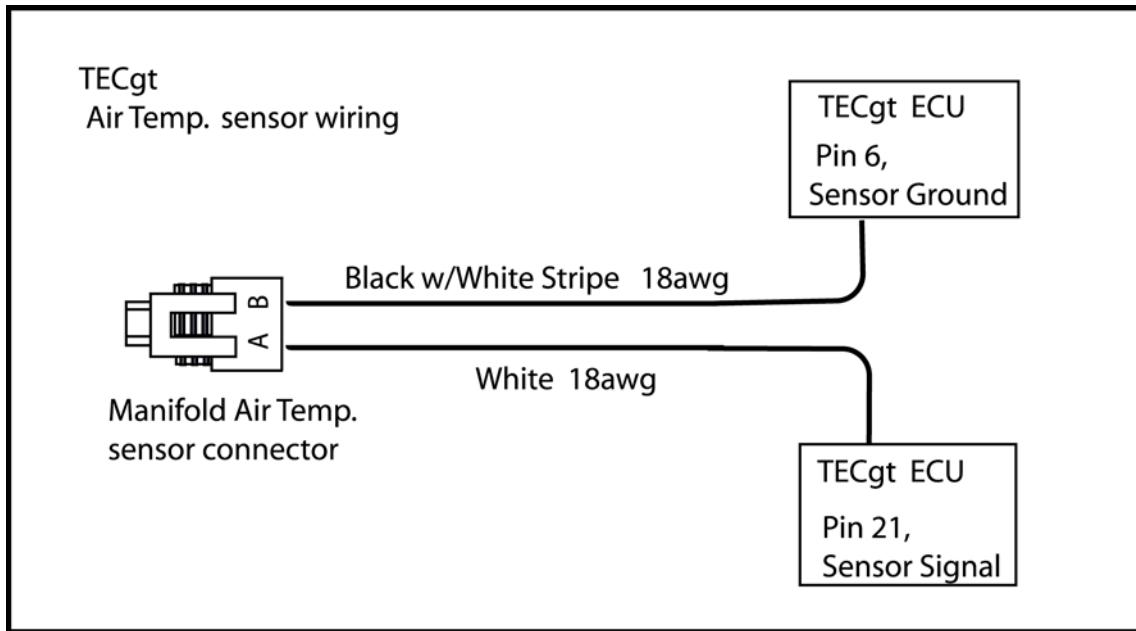 TECgt
Air Temp. sensor wiring
TECgt ECU
Pin 6,
Sensor Ground
Black w/White Stripe 18awg
B
A
White 18awg
Manifold Air Temp.
sensor connector
TECgt ECU
Pin 21,
Sensor Signal